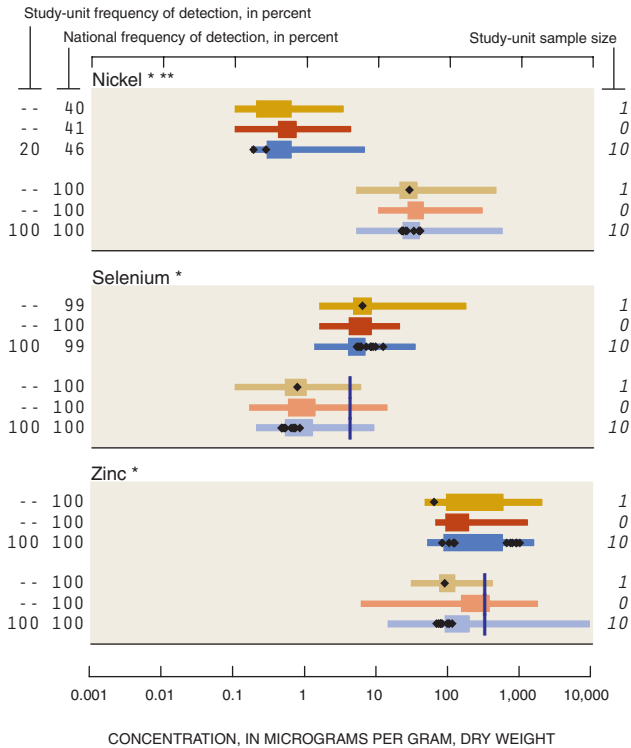 Study-unit frequency of detection, in percent
National frequency of detection, in percent
Study-unit sample size
Nickel * **
-- 40 1
-- 41 0
20 46 10
-- 100 1
-- 100 0
100 100 10
Selenium *
-- 99 1
-- 100 0
100 99 10
-- 100 1
-- 100 0
100 100 10
Zinc *
-- 100 1
-- 100 0
100 100 10
-- 100 1
-- 100 0
100 100 10
0.001 0.01 0.1 1 10 100 1,000 10,000
CONCENTRATION, IN MICROGRAMS PER GRAM, DRY WEIGHT